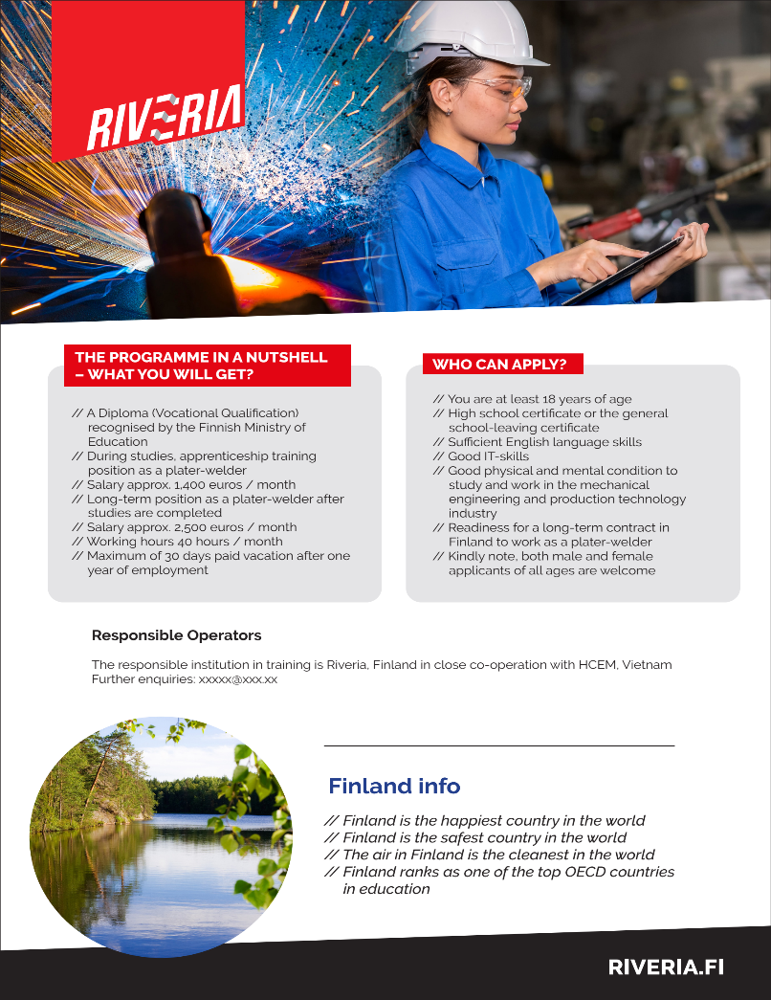 RIVERIA
THE PROGRAMME IN A NUTSHELL
– WHAT YOU WILL GET?
// A Diploma (Vocational Qualification)
recognised by the Finnish Ministry of
Education
// During studies, apprenticeship training
position as a plater-welder
// Salary approx. 1,400 euros / month
// Long-term position as a plater-welder after
studies are completed
// Salary approx. 2,500 euros / month
// Working hours 40 hours / month
// Maximum of 30 days paid vacation after one
year of employment
WHO CAN APPLY?
// You are at least 18 years of age
// High school certificate or the general
school-leaving certificate
// Sufficient English language skills
// Good IT-skills
// Good physical and mental condition to
study and work in the mechanical
engineering and production technology
industry
// Readiness for a long-term contract in
Finland to work as a plater-welder
// Kindly note, both male and female
applicants of all ages are welcome
Responsible Operators
The responsible institution in training is Riveria, Finland in close co-operation with HCEM, Vietnam
Further enquiries: xxxxx@xxx.xx
Finland info
// Finland is the happiest country in the world
// Finland is the safest country in the world
// The air in Finland is the cleanest in the world
// Finland ranks as one of the top OECD countries
in education
RIVERIA.FI